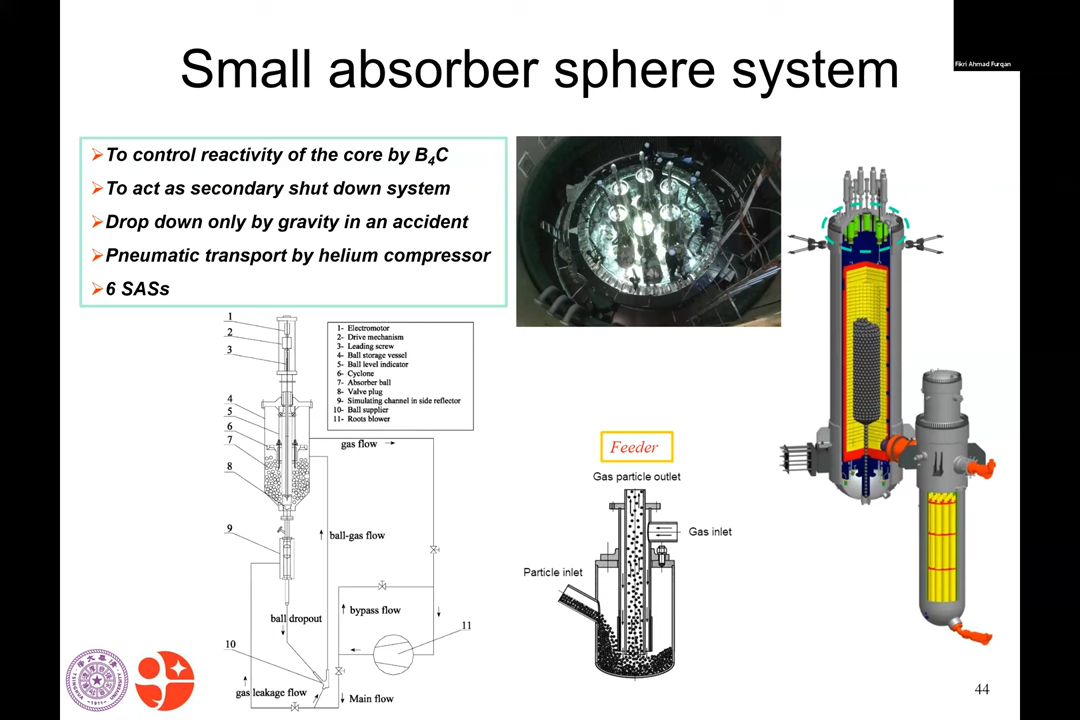 Small absorber sphere system
Fikri Ahmad Furqan
➢To control reactivity of the core by B₄C
➢To act as secondary shut down system
➢Drop down only by gravity in an accident
➢Pneumatic transport by helium compressor
➢6 SASs
1
2
3
4
5
6
7
8
9
10
11
1- Electromotor
2- Drive mechanism
3- Leading screw
4- Ball storage vessel
5- Ball level indicator
6- Cyclone
7- Absorber ball
8- Valve plug
9- Simulating channel in side reflector
10- Ball supplier
11- Roots blower
gas flow
ball-gas flow
bypass flow
ball dropout
gas leakage flow
Main flow
Feeder
Gas particle outlet
Gas inlet
Particle inlet
44